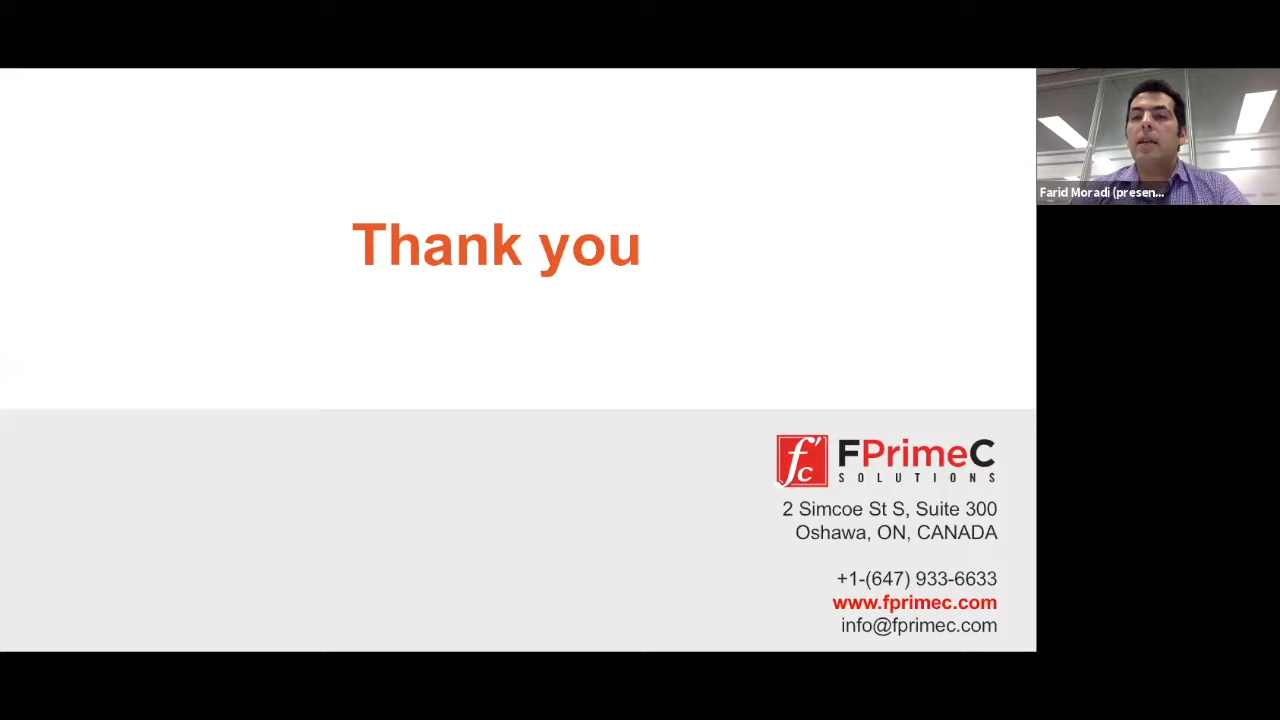 Thank you
f'c
FPrimeC
SOLUTIONS
2 Simcoe St S, Suite 300
Oshawa, ON, CANADA
+1-(647) 933-6633
www.fprimec.com
info@fprimec.com
Farid Moradi (presen...